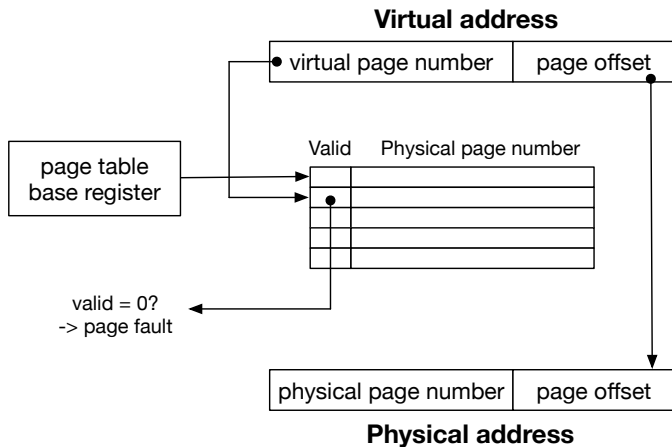 Virtual address
virtual page number
page offset
Valid
Physical page number
page table
base register
valid = 0?
-> page fault
physical page number
page offset
Physical address